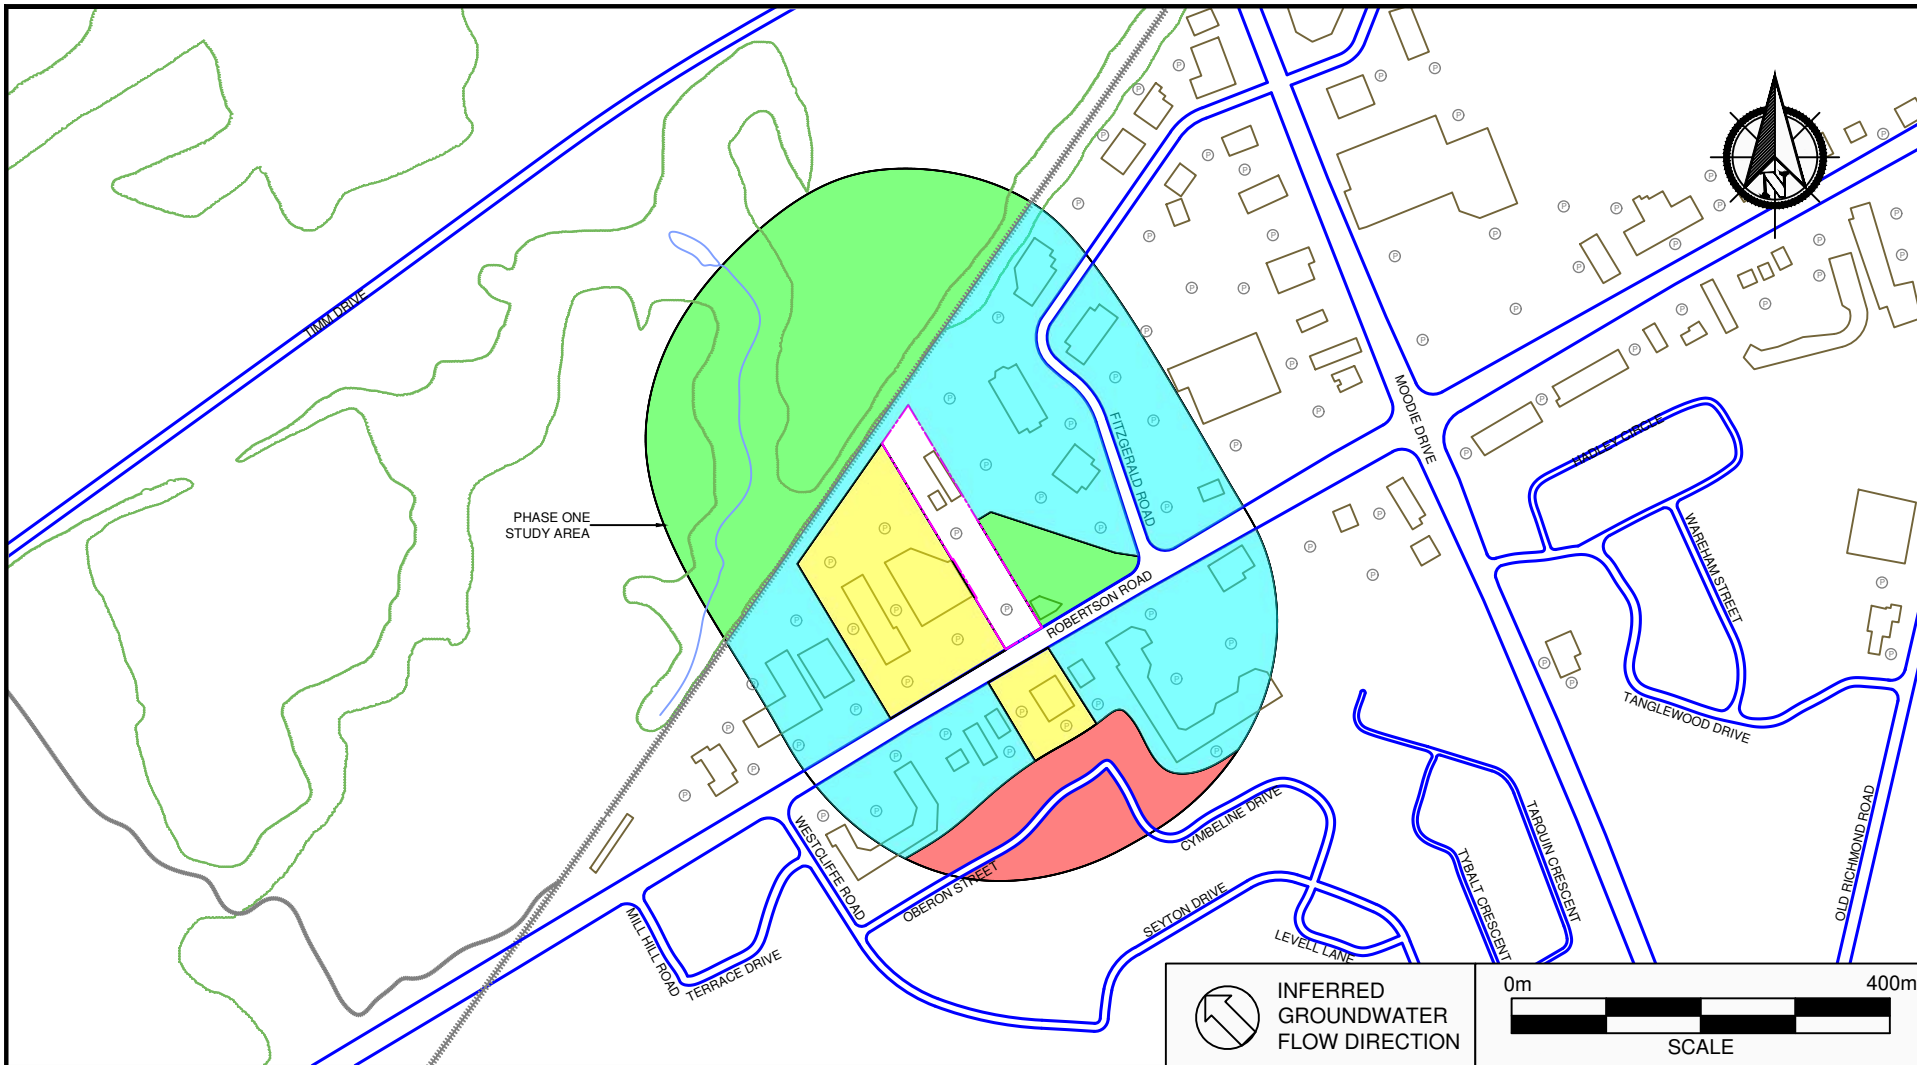 TIMM DRIVE
PHASE ONE
STUDY AREA
FITZGERALD ROAD
MOODIE DRIVE
HADLEY CIRCLE
WAREHAM STREET
TANGLEWOOD DRIVE
ROBERTSON ROAD
WESTCLIFFE ROAD
OBERON STREET
CYMBELINE DRIVE
SEYTON DRIVE
LEVELL LANE
TYBALT CRESCENT
TARQUIN CRESCENT
OLD RICHMOND ROAD
MILL HILL ROAD
TERRACE DRIVE
N
INFERRED
GROUNDWATER
FLOW DIRECTION
0m 400m
SCALE